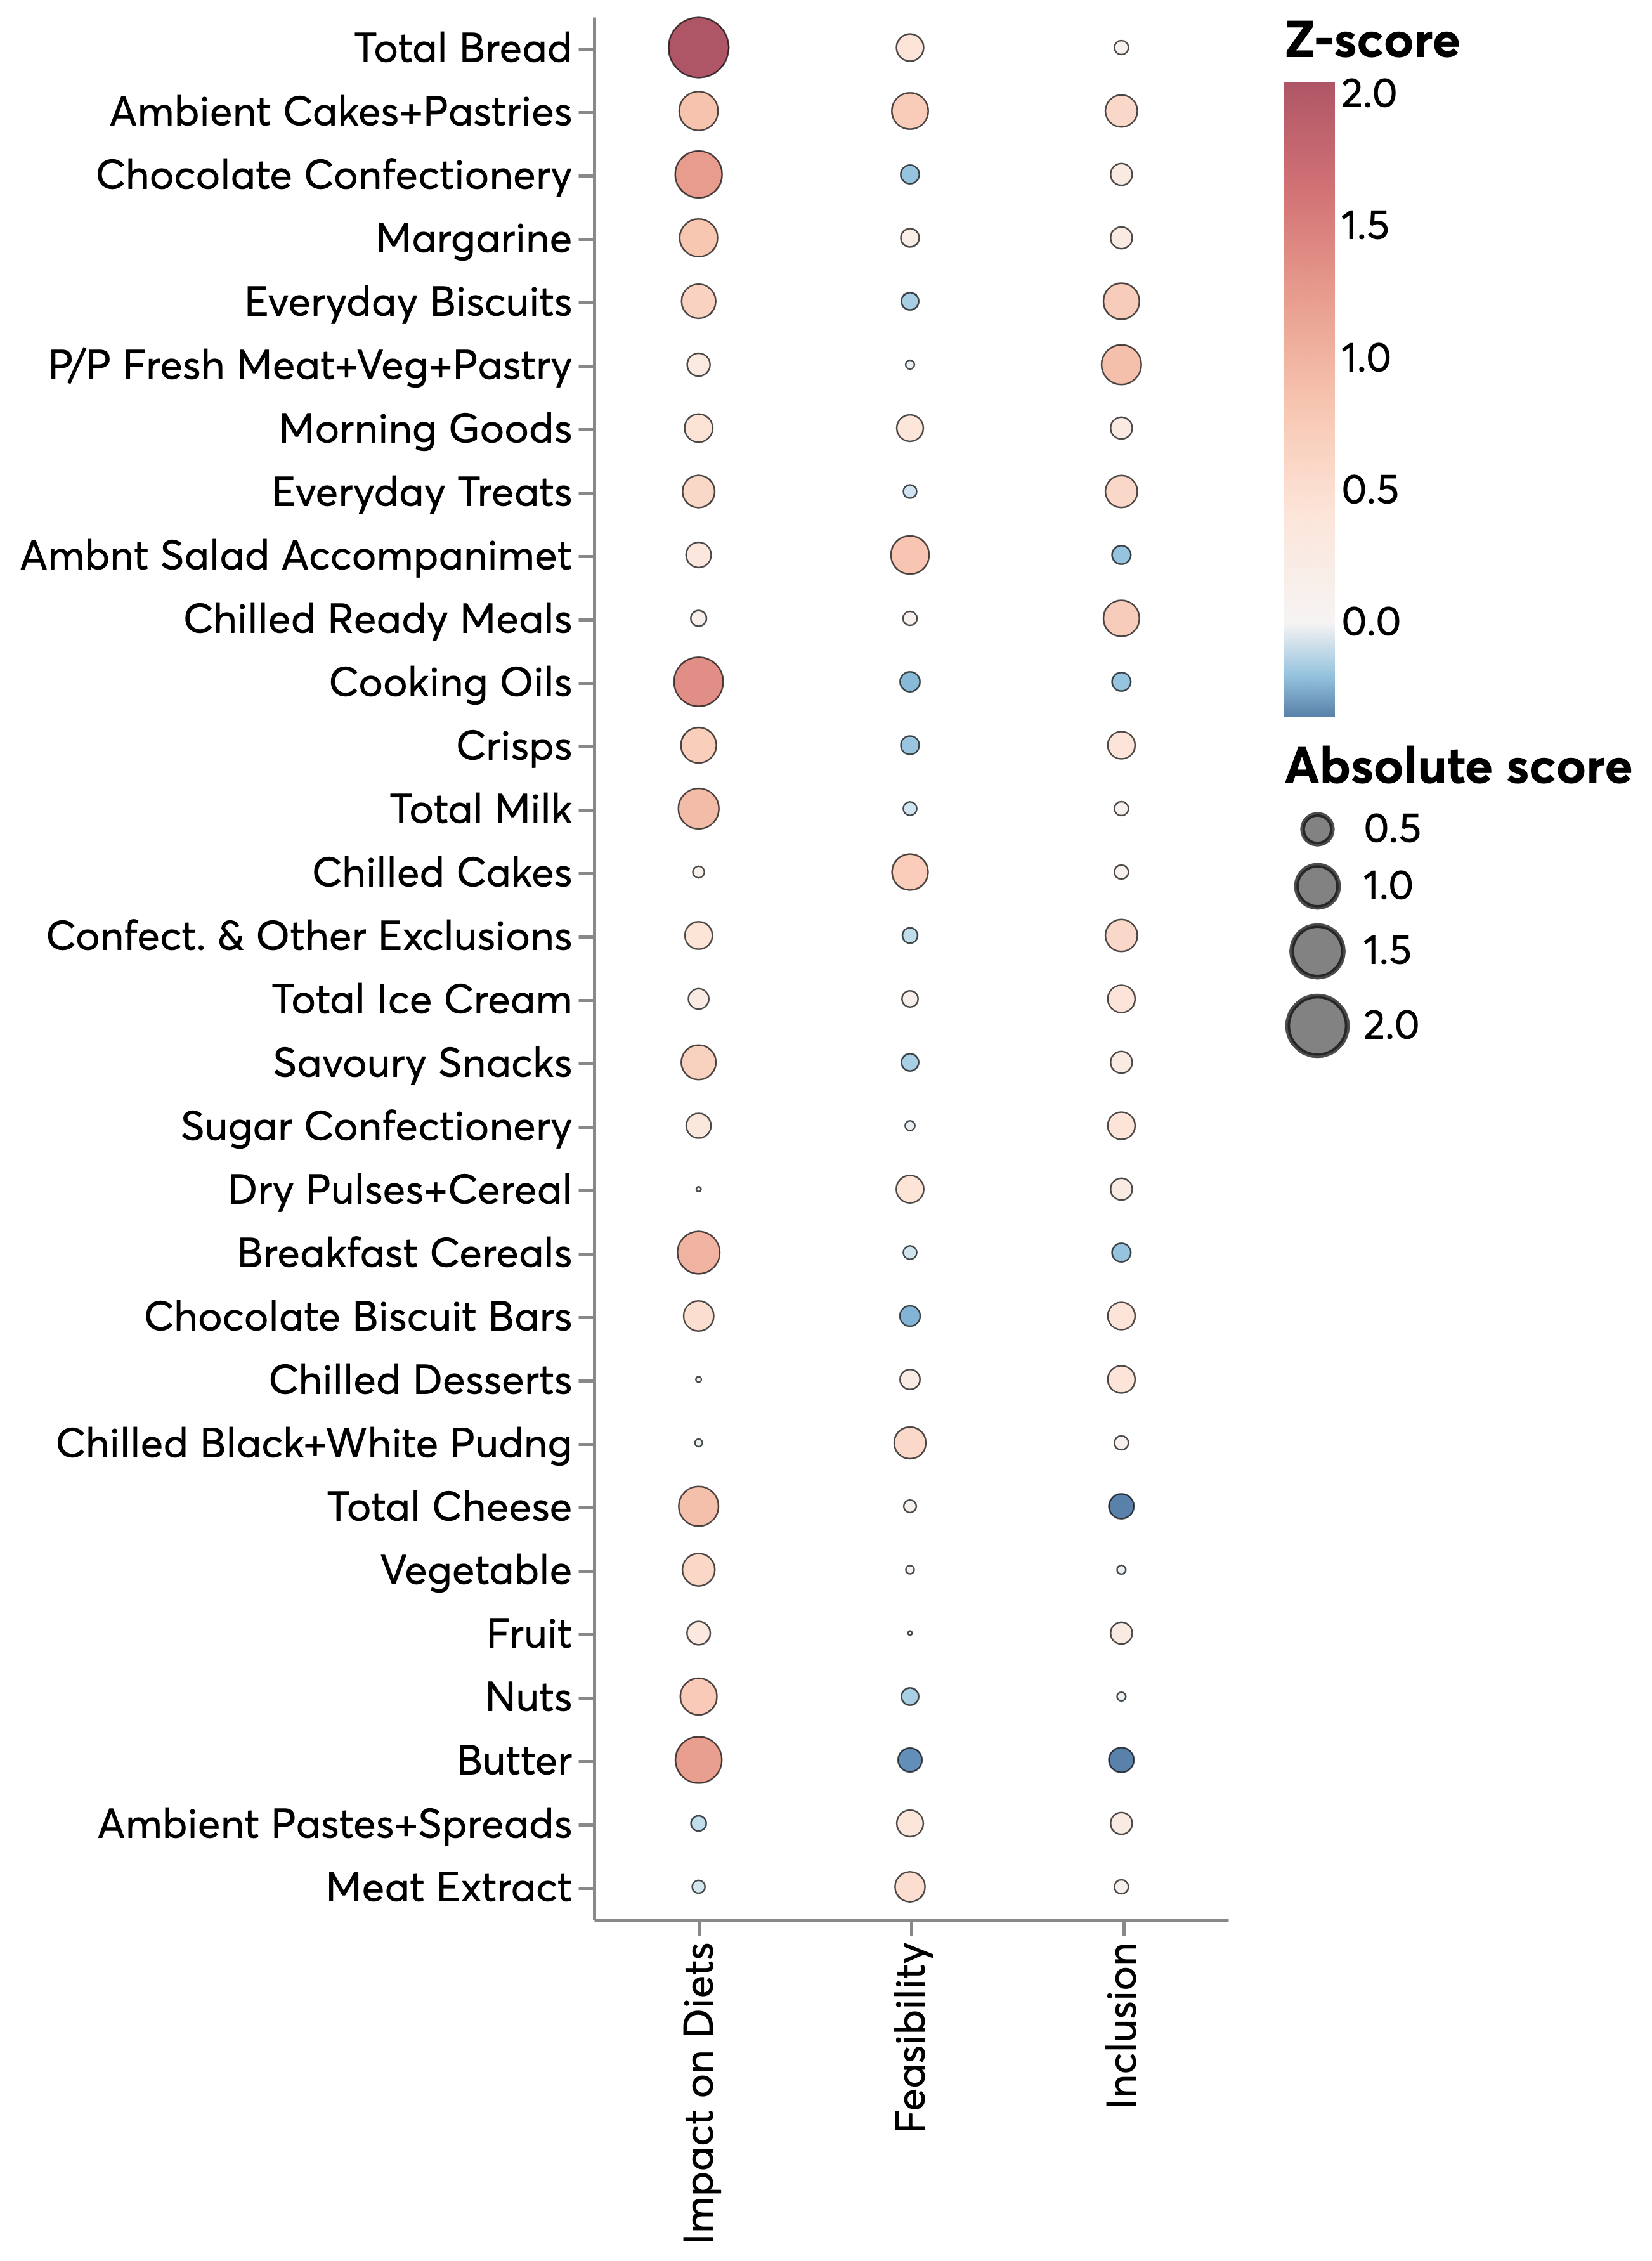 Total Bread
Ambient Cakes+Pastries
Chocolate Confectionery
Margarine
Everyday Biscuits
P/P Fresh Meat+Veg+Pastry
Morning Goods
Everyday Treats
Ambnt Salad Accompanimet
Chilled Ready Meals
Cooking Oils
Crisps
Total Milk
Chilled Cakes
Confect. & Other Exclusions
Total Ice Cream
Savoury Snacks
Sugar Confectionery
Dry Pulses+Cereal
Breakfast Cereals
Chocolate Biscuit Bars
Chilled Desserts
Chilled Black+White Pudng
Total Cheese
Vegetable
Fruit
Nuts
Butter
Ambient Pastes+Spreads
Meat Extract
Impact on Diets
Feasibility
Inclusion
Z-score
2.0
1.5
1.0
0.5
0.0
Absolute score
0.5
1.0
1.5
2.0